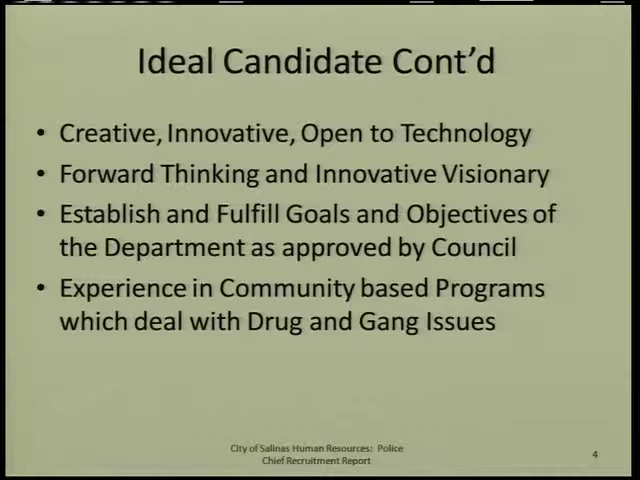 Ideal Candidate Cont'd
• Creative, Innovative, Open to Technology
• Forward Thinking and Innovative Visionary
• Establish and Fulfill Goals and Objectives of
the Department as approved by Council
• Experience in Community based Programs
which deal with Drug and Gang Issues
City of Salinas Human Resources: Police
Chief Recruitment Report
4